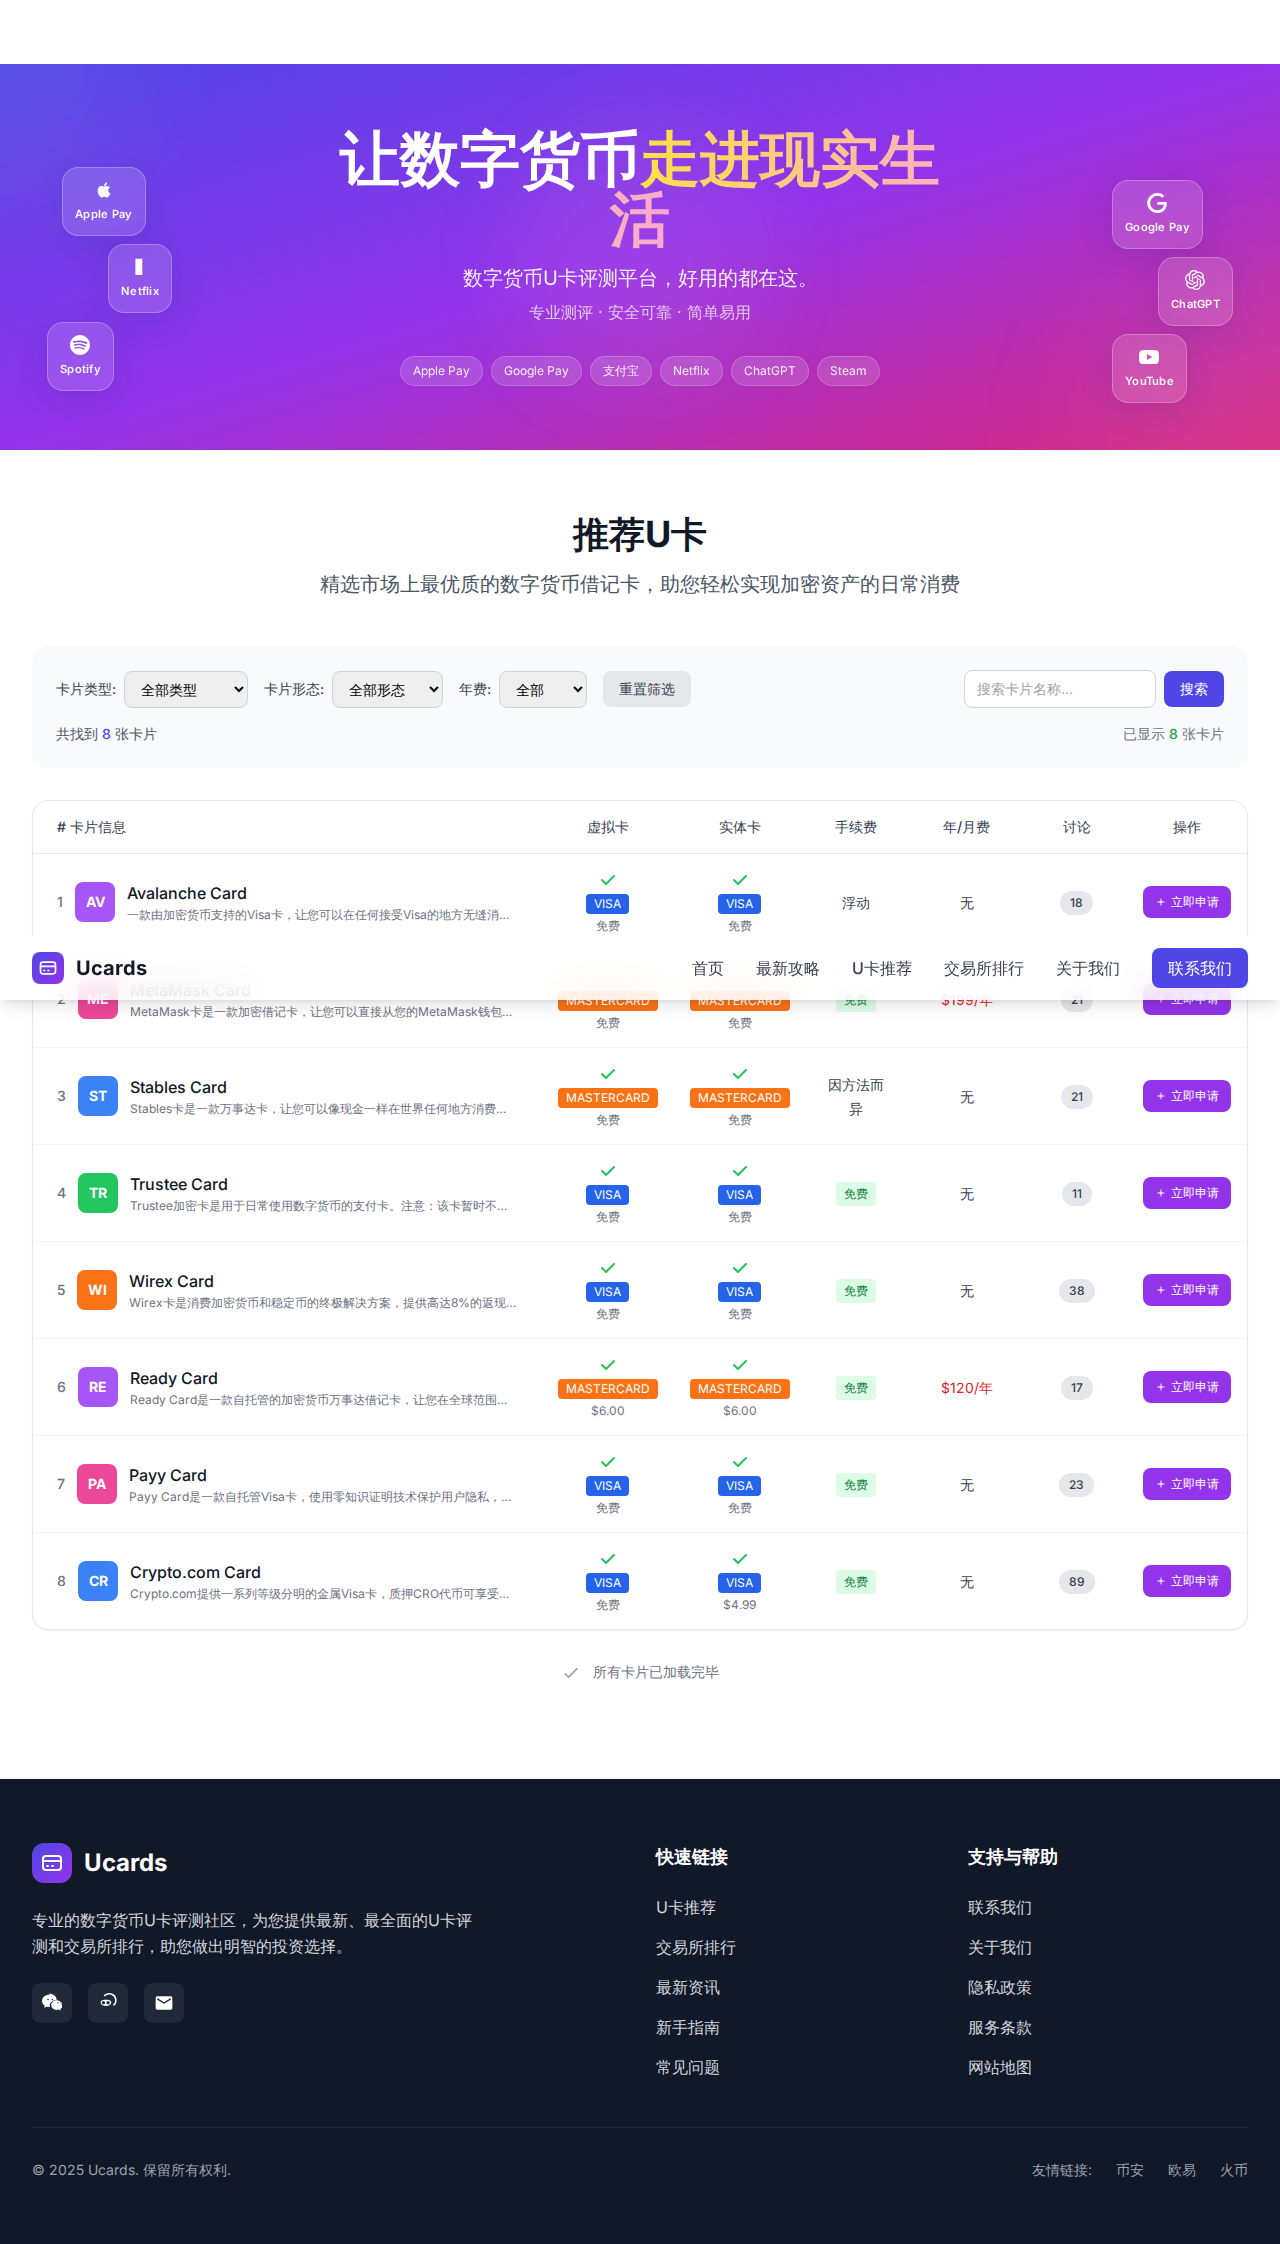 让数字货币走进现实生
活
数字货币U卡评测平台，好用的都在这。
专业测评 · 安全可靠 · 简单易用
Apple Pay
Netflix
Spotify
Google Pay
ChatGPT
YouTube
Apple Pay Google Pay 支付宝 Netflix ChatGPT Steam
推荐U卡
精选市场上最优质的数字货币借记卡，助您轻松实现加密资产的日常消费
卡片类型: 全部类型 卡片形态: 全部形态 年费: 全部 重置筛选 搜索卡片名称... 搜索
共找到 8 张卡片 已显示 8 张卡片
# 卡片信息 虚拟卡 实体卡 手续费 年/月费 讨论 操作
1 AV Avalanche Card
一款由加密货币支持的Visa卡，让您可以在任何接受Visa的地方无缝消...
VISA 免费
VISA 免费
浮动 无 18 + 立即申请
Ucards 首页 最新攻略 U卡推荐 交易所排行 关于我们 联系我们
2 ME MetaMask Card
MetaMask卡是一款加密借记卡，让您可以直接从您的MetaMask钱包...
MASTERCARD 免费
MASTERCARD 免费
免费 $199/年 21 + 立即申请
3 ST Stables Card
Stables卡是一款万事达卡，让您可以像现金一样在世界任何地方消费...
MASTERCARD 免费
MASTERCARD 免费
因方法而
异
无 21 + 立即申请
4 TR Trustee Card
Trustee加密卡是用于日常使用数字货币的支付卡。注意：该卡暂时不...
VISA 免费
VISA 免费
免费 无 11 + 立即申请
5 WI Wirex Card
Wirex卡是消费加密货币和稳定币的终极解决方案，提供高达8%的返现...
VISA 免费
VISA 免费
免费 无 38 + 立即申请
6 RE Ready Card
Ready Card是一款自托管的加密货币万事达借记卡，让您在全球范围...
MASTERCARD $6.00
MASTERCARD $6.00
免费 $120/年 17 + 立即申请
7 PA Payy Card
Payy Card是一款自托管Visa卡，使用零知识证明技术保护用户隐私，...
VISA 免费
VISA 免费
免费 无 23 + 立即申请
8 CR Crypto.com Card
Crypto.com提供一系列等级分明的金属Visa卡，质押CRO代币可享受...
VISA 免费
VISA $4.99
免费 无 89 + 立即申请
所有卡片已加载完毕
Ucards
专业的数字货币U卡评测社区，为您提供最新、最全面的U卡评
测和交易所排行，助您做出明智的投资选择。
快速链接
U卡推荐
交易所排行
最新资讯
新手指南
常见问题
支持与帮助
联系我们
关于我们
隐私政策
服务条款
网站地图
© 2025 Ucards. 保留所有权利.
友情链接: 币安 欧易 火币